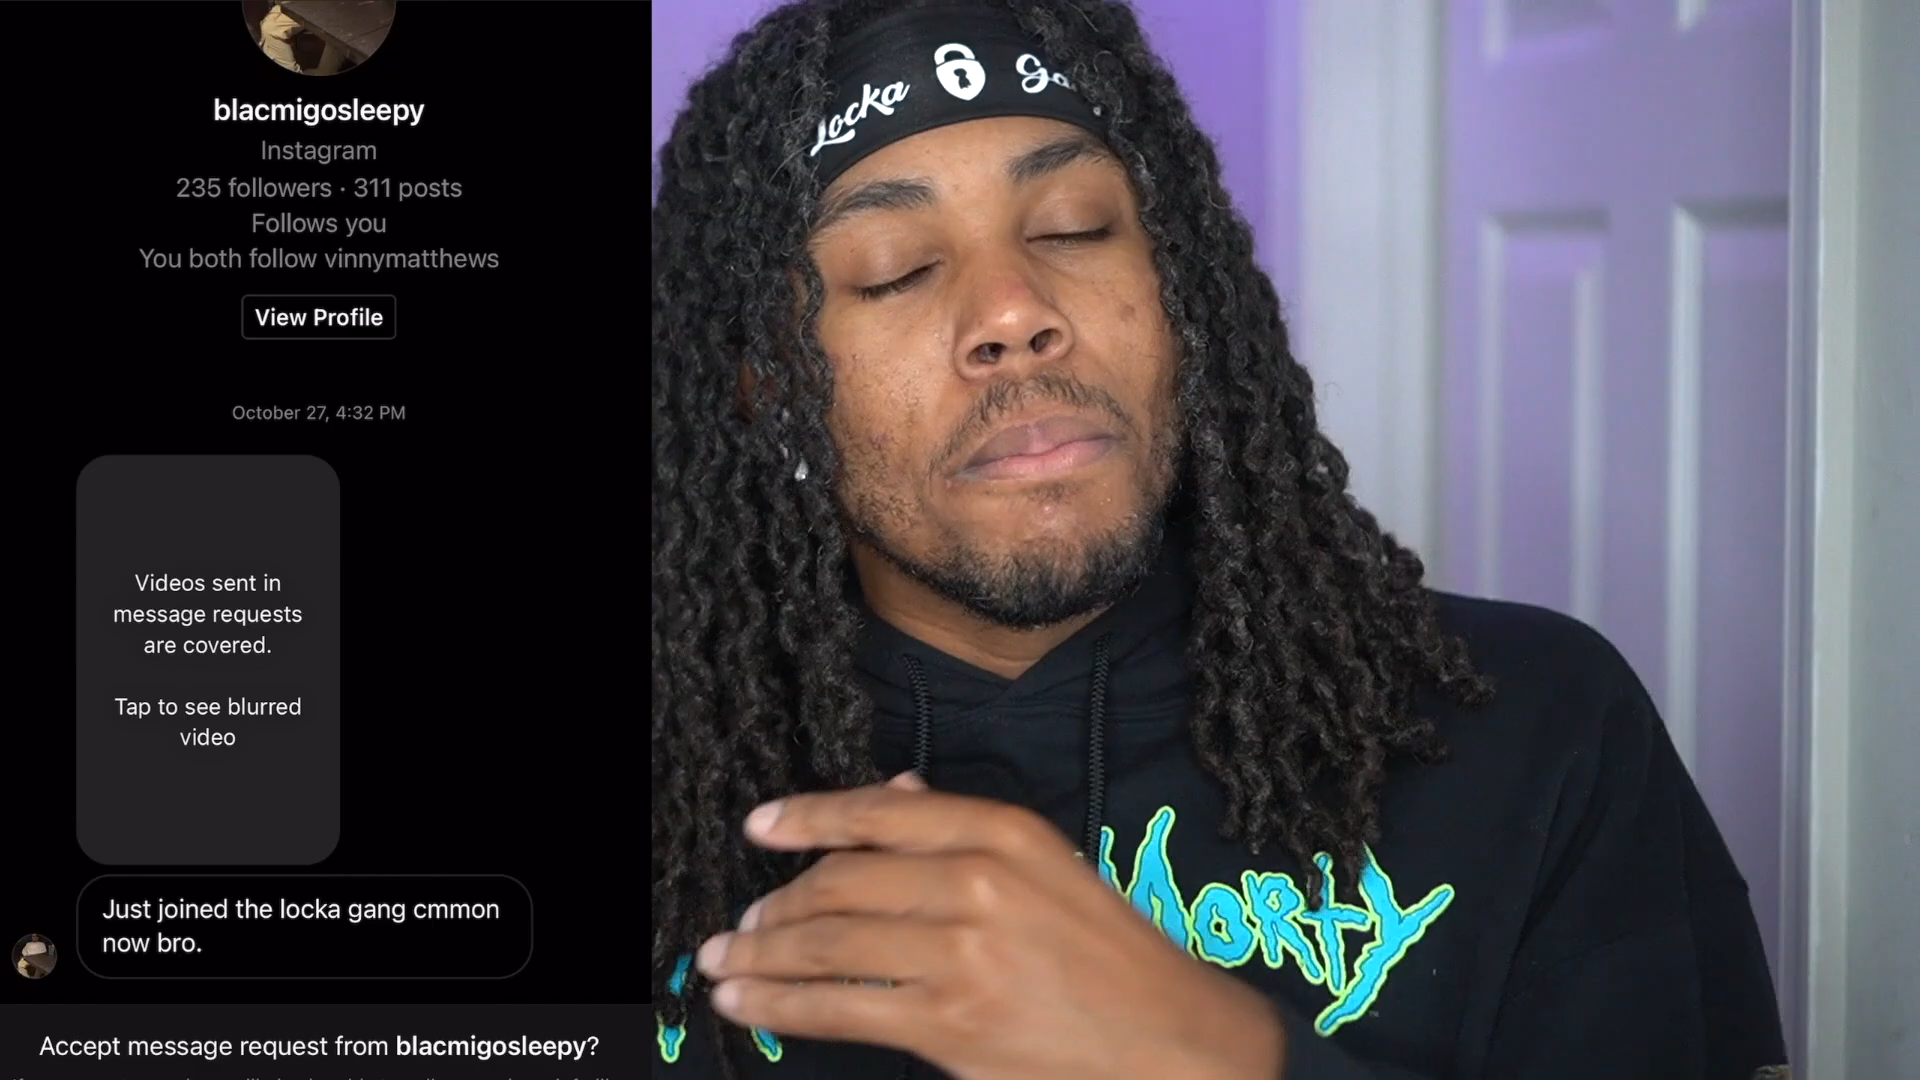 blacmigosleepy
Instagram
235 followers · 311 posts
Follows you
You both follow vinnymatthews
View Profile
October 27, 4:32 PM
Videos sent in
message requests
are covered.
Tap to see blurred
video
Just joined the locka gang cmmon
now bro.
Accept message request from blacmigosleepy?
Locka
Morty